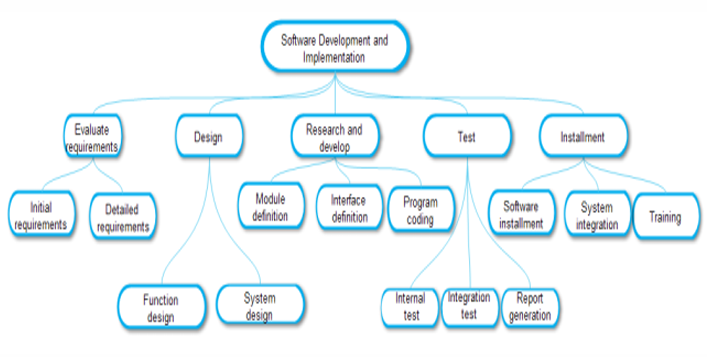 Software Development and
Implementation
Evaluate
requirements
Design
Research and
develop
Test
Installment
Initial
requirements
Detailed
requirements
Module
definition
Interface
definition
Program
coding
Software
installment
System
integration
Training
Function
design
System
design
Internal
test
Integration
test
Report
generation